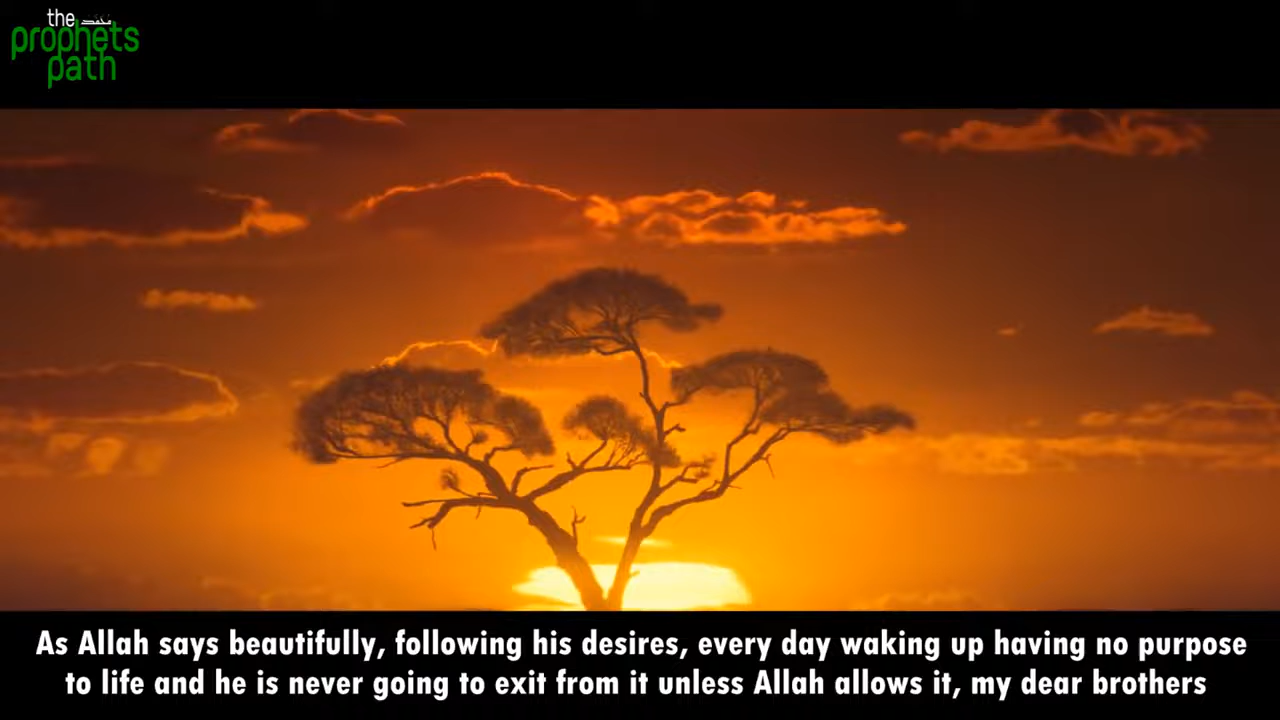 the محمد
prophets
path
As Allah says beautifully, following his desires, every day waking up having no purpose
to life and he is never going to exit from it unless Allah allows it, my dear brothers